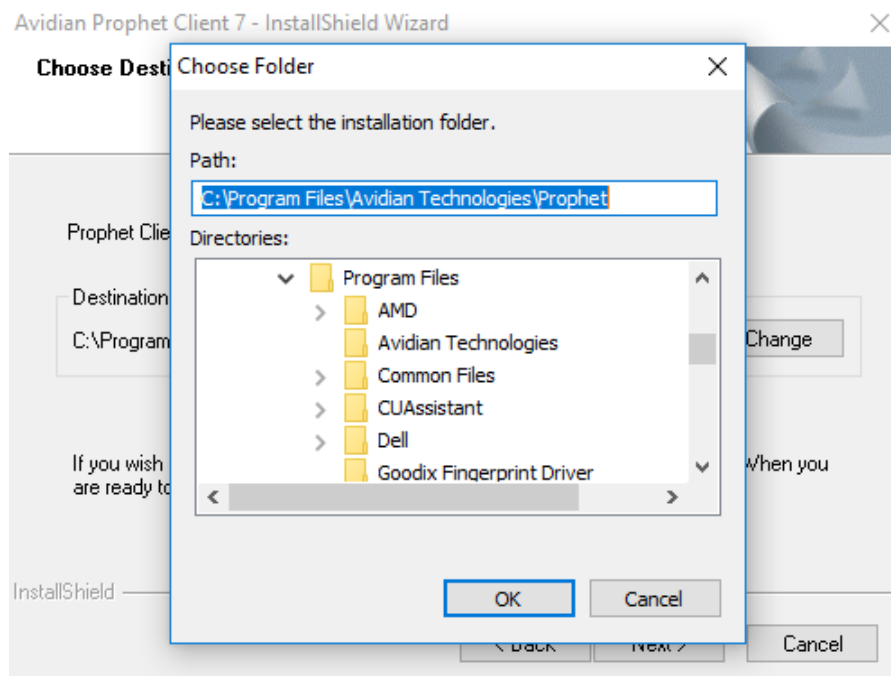 Avidian Prophet Client 7 - InstallShield Wizard
Choose Desti
Choose Folder
Please select the installation folder.
Path:
C:\Program Files\Avidian Technologies\Prophet
Prophet Clie
Directories:
Program Files
Destination
AMD
C:\Program
Avidian Technologies
Change
Common Files
CUAssistant
Dell
If you wish
Goodix Fingerprint Driver
When you
are ready to
InstallShield
OK
Cancel
< Back
Next >
Cancel